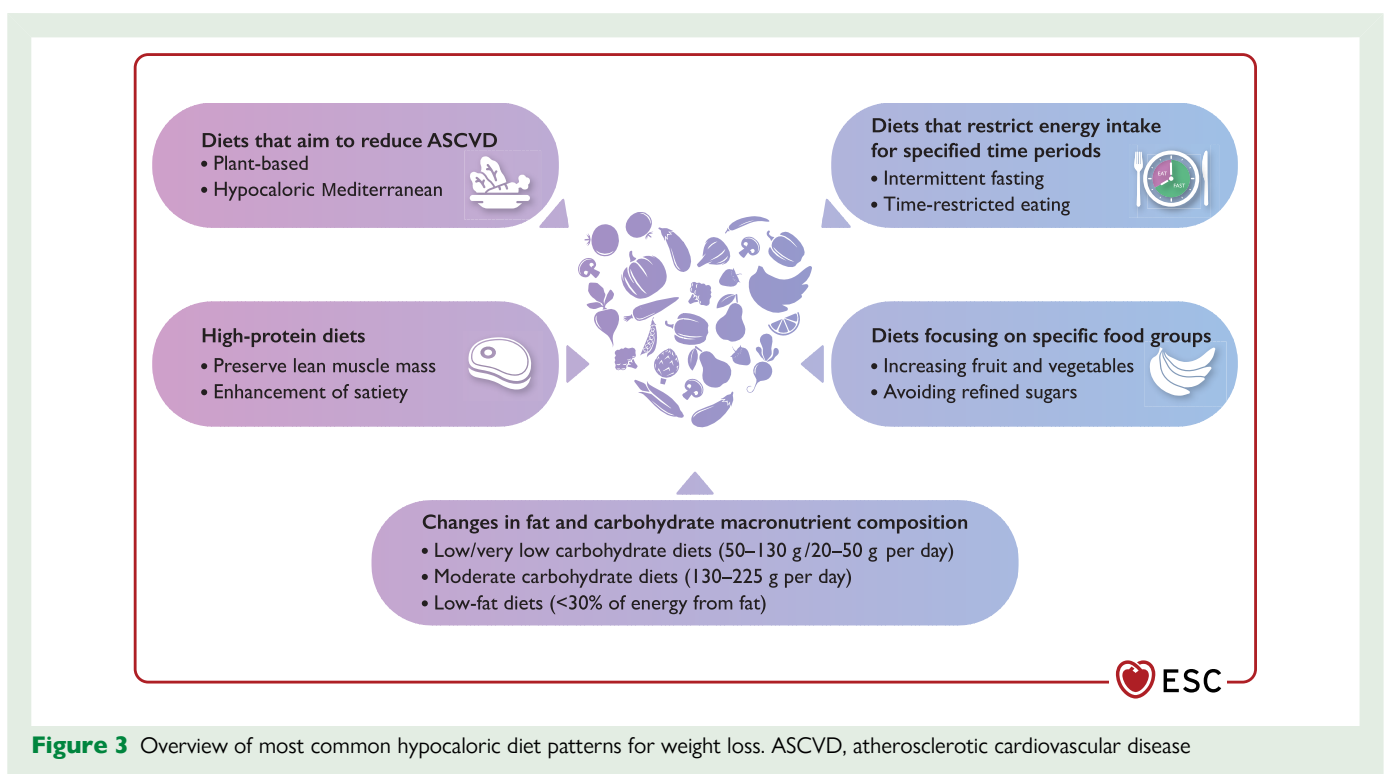 Diets that aim to reduce ASCVD
• Plant-based
• Hypocaloric Mediterranean
Diets that restrict energy intake
for specified time periods
• Intermittent fasting
• Time-restricted eating
EAT
FAST
High-protein diets
• Preserve lean muscle mass
• Enhancement of satiety
Diets focusing on specific food groups
• Increasing fruit and vegetables
• Avoiding refined sugars
Changes in fat and carbohydrate macronutrient composition
• Low/very low carbohydrate diets (50–130 g/20–50 g per day)
• Moderate carbohydrate diets (130–225 g per day)
• Low-fat diets (<30% of energy from fat)
ESC
Figure 3 Overview of most common hypocaloric diet patterns for weight loss. ASCVD, atherosclerotic cardiovascular disease